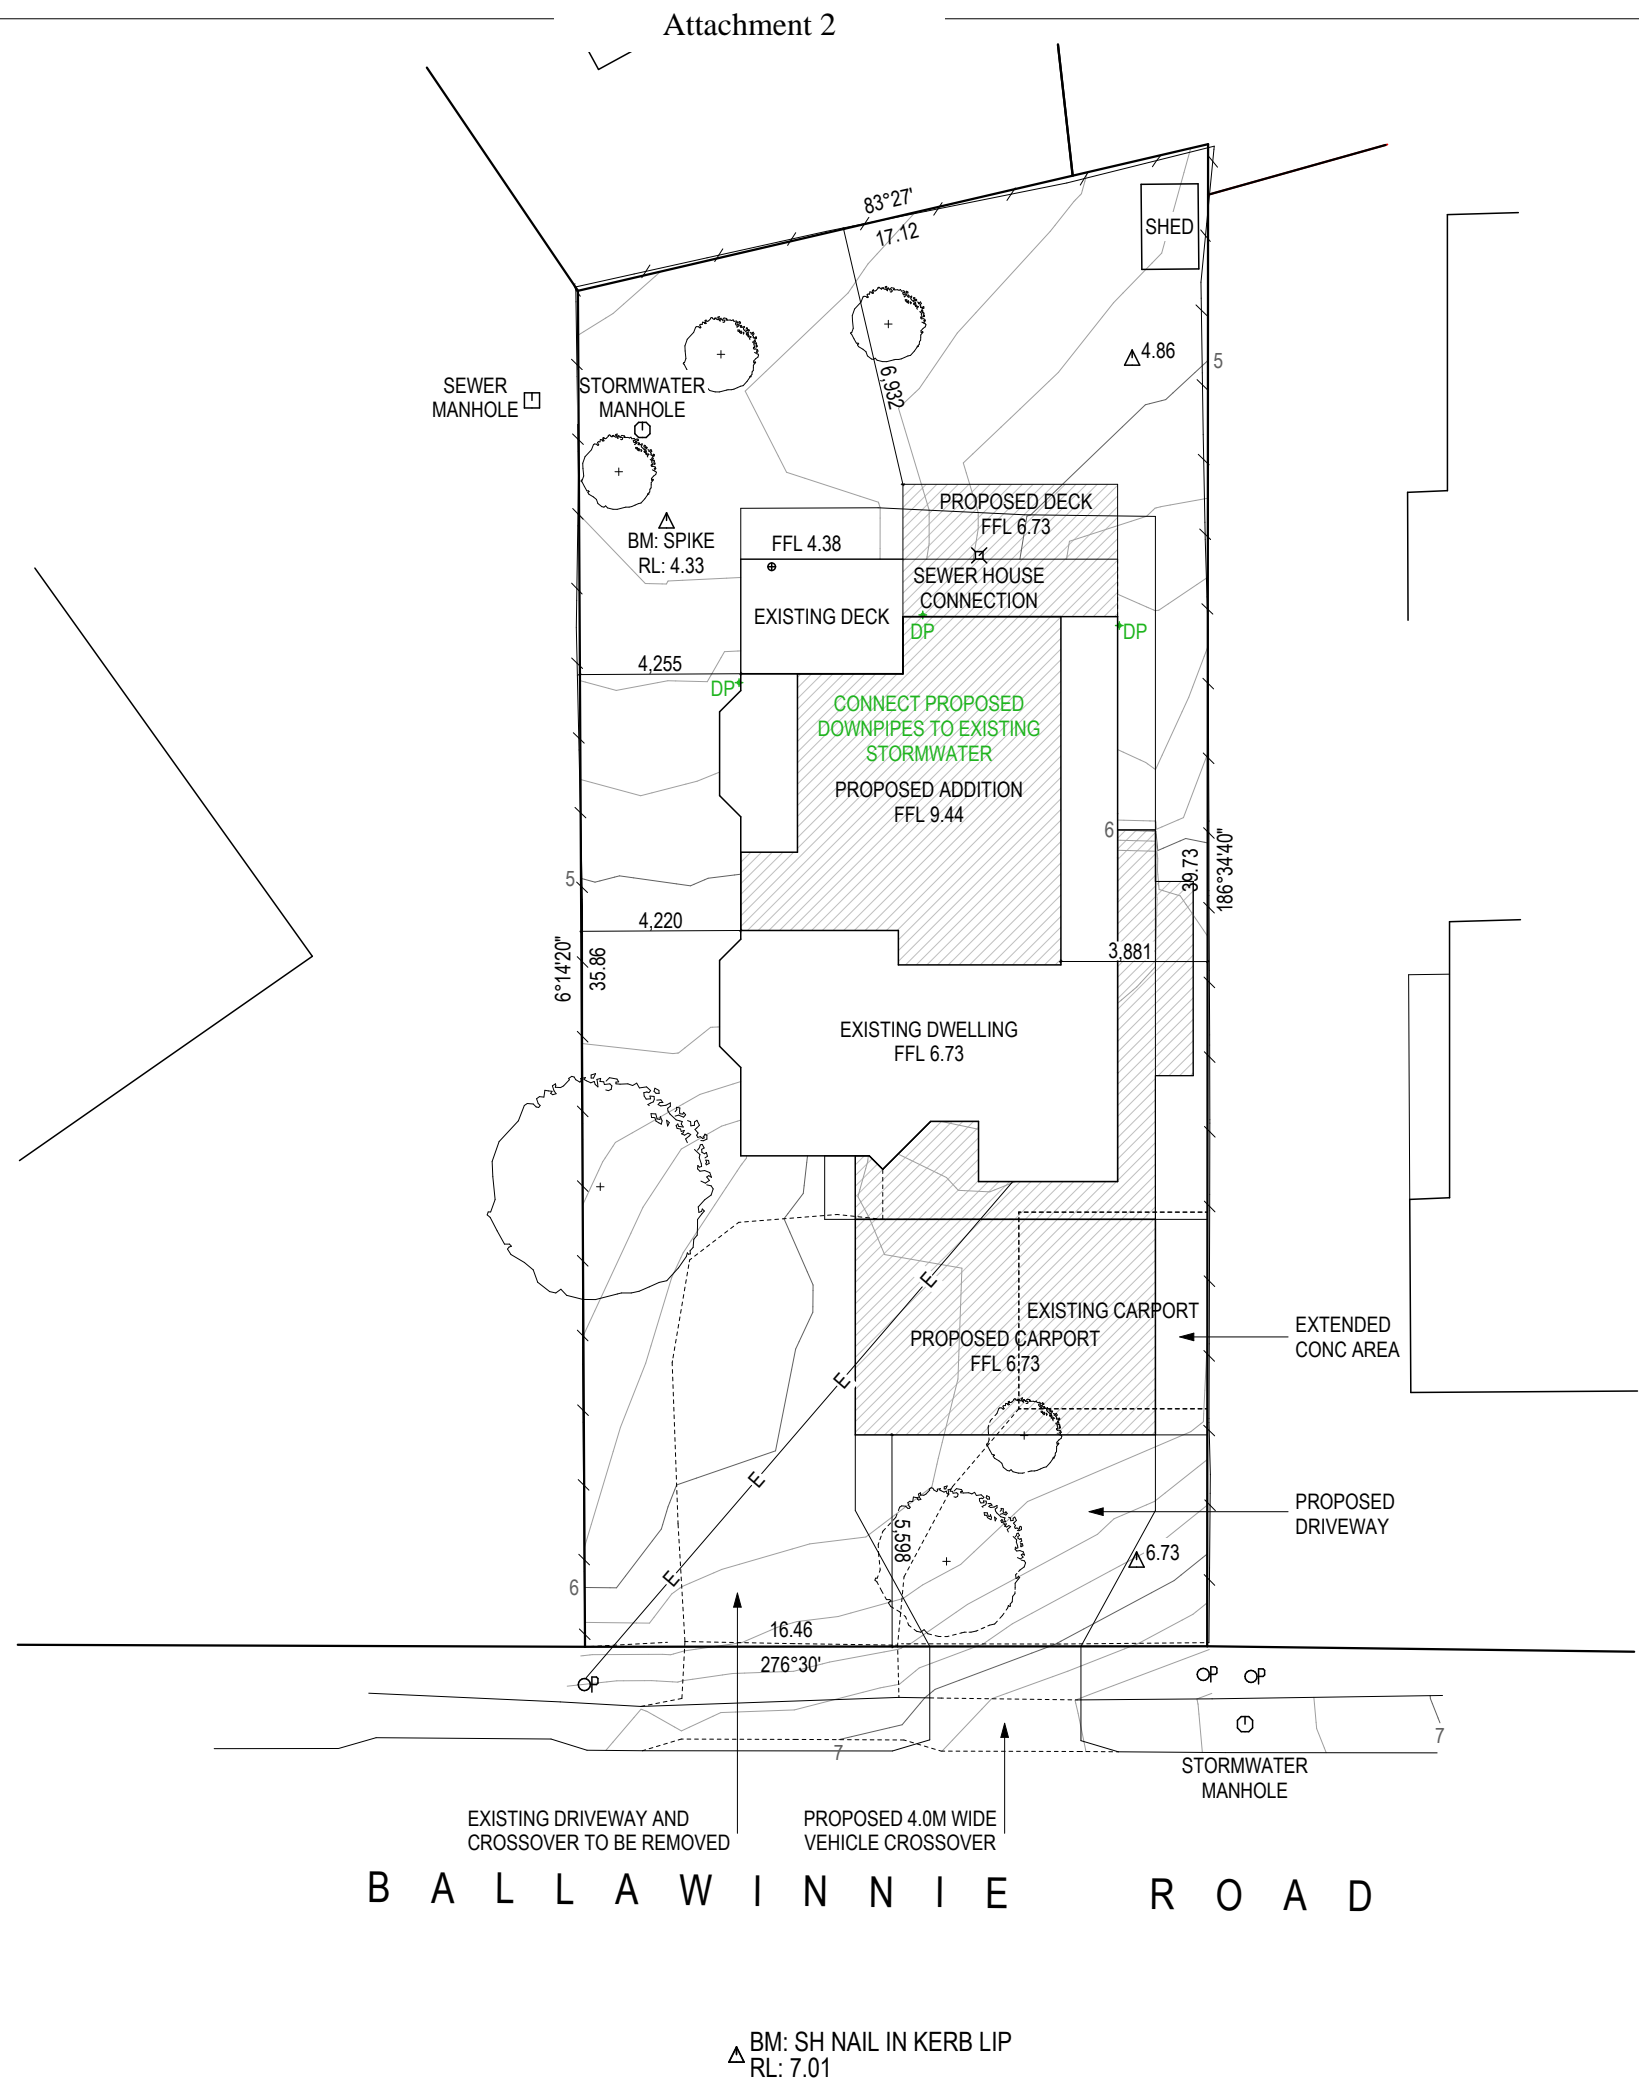 Attachment 2
83°27'
17.12
SHED
4.86
5
SEWER
MANHOLE
STORMWATER
MANHOLE
6,932
PROPOSED DECK
FFL 6.73
BM: SPIKE
RL: 4.33
FFL 4.38
SEWER HOUSE
CONNECTION
EXISTING DECK
DP
DP
4,255
DP
CONNECT PROPOSED
DOWNPIPES TO EXISTING
STORMWATER
PROPOSED ADDITION
FFL 9.44
6
39.73
186°34'40"
5
4,220
3,881
6°14'20"
35.86
EXISTING DWELLING
FFL 6.73
E
EXISTING CARPORT
PROPOSED CARPORT
FFL 6.73
EXTENDED
CONC AREA
E
E
PROPOSED
DRIVEWAY
5,598
6.73
E
6
16.46
276°30'
P
P
P
7
7
STORMWATER
MANHOLE
EXISTING DRIVEWAY AND
CROSSOVER TO BE REMOVED
PROPOSED 4.0M WIDE
VEHICLE CROSSOVER
BALLAWINNIE ROAD
BM: SH NAIL IN KERB LIP
RL: 7.01